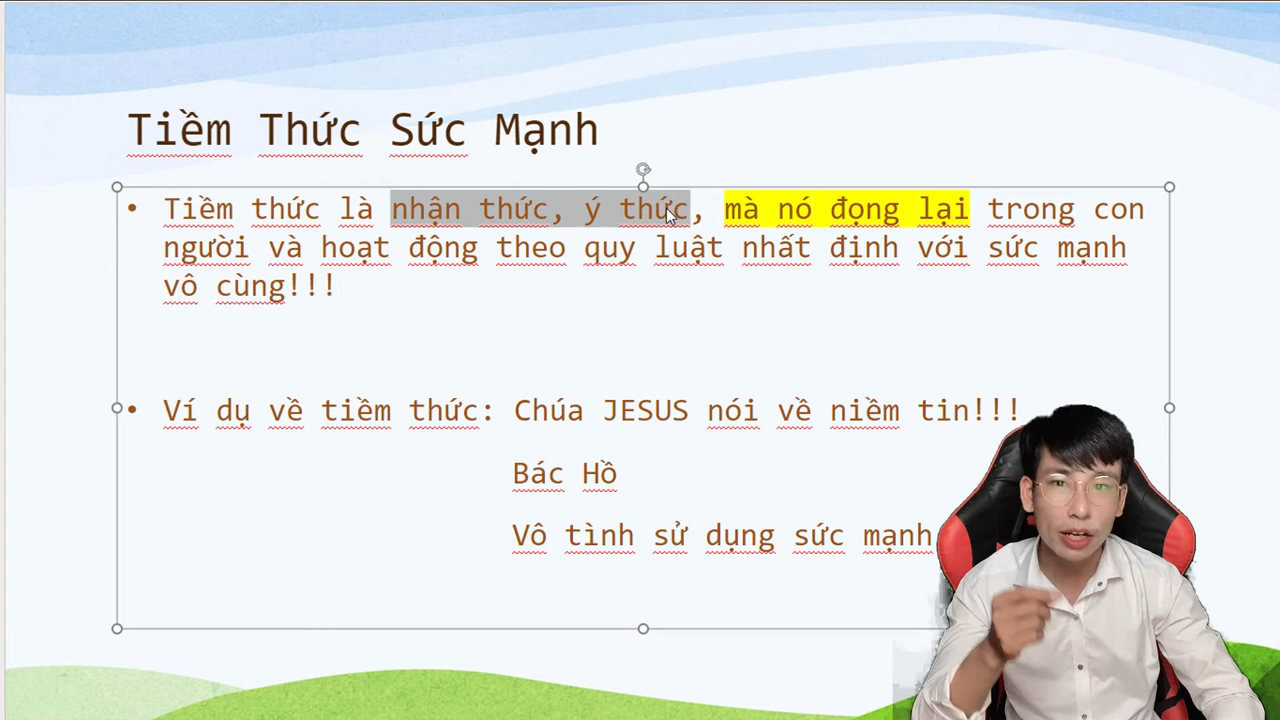 Tiềm Thức Sức Mạnh
• Tiềm thức là nhận thức, ý thức, mà nó đọng lại trong con
người và hoạt động theo quy luật nhất định với sức mạnh
vô cùng!!!
• Ví dụ về tiềm thức: Chúa JESUS nói về niềm tin!!!
Bác Hồ
Vô tình sử dụng sức mạnh